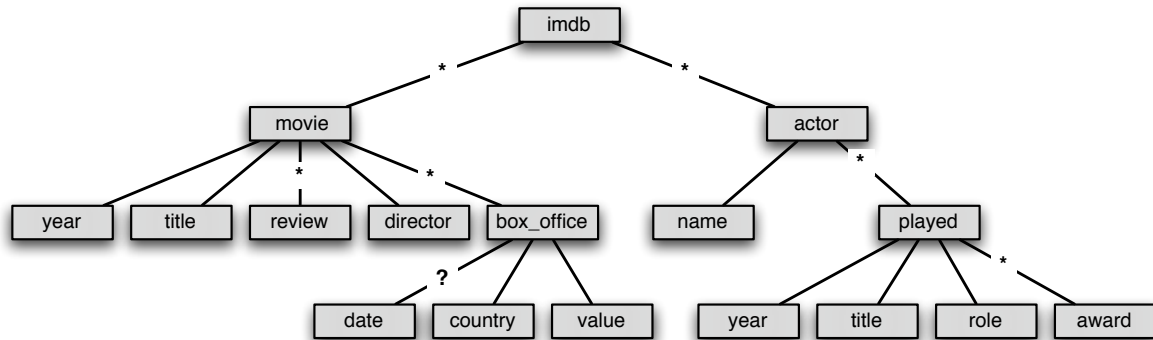 imdb
* *
movie actor
* * *
year title review director box_office name played
? *
date country value year title role award